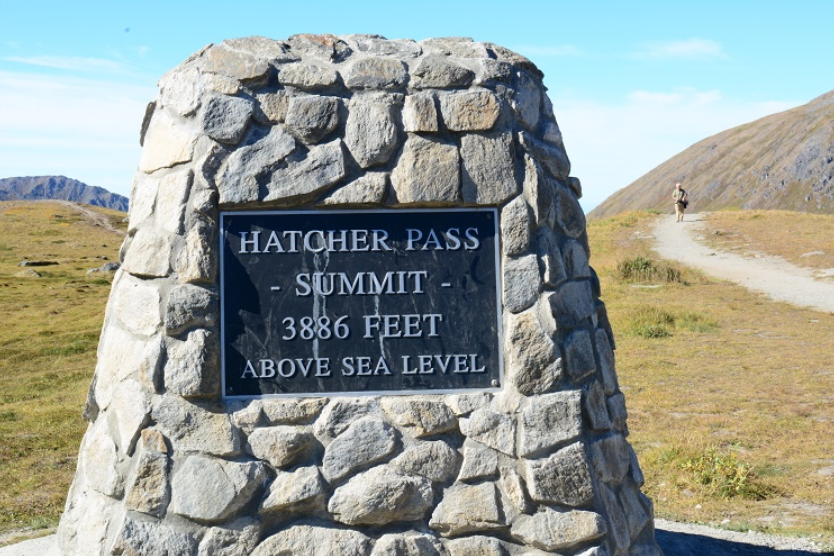 HATCHER PASS
- SUMMIT -
3886 FEET
ABOVE SEA LEVEL